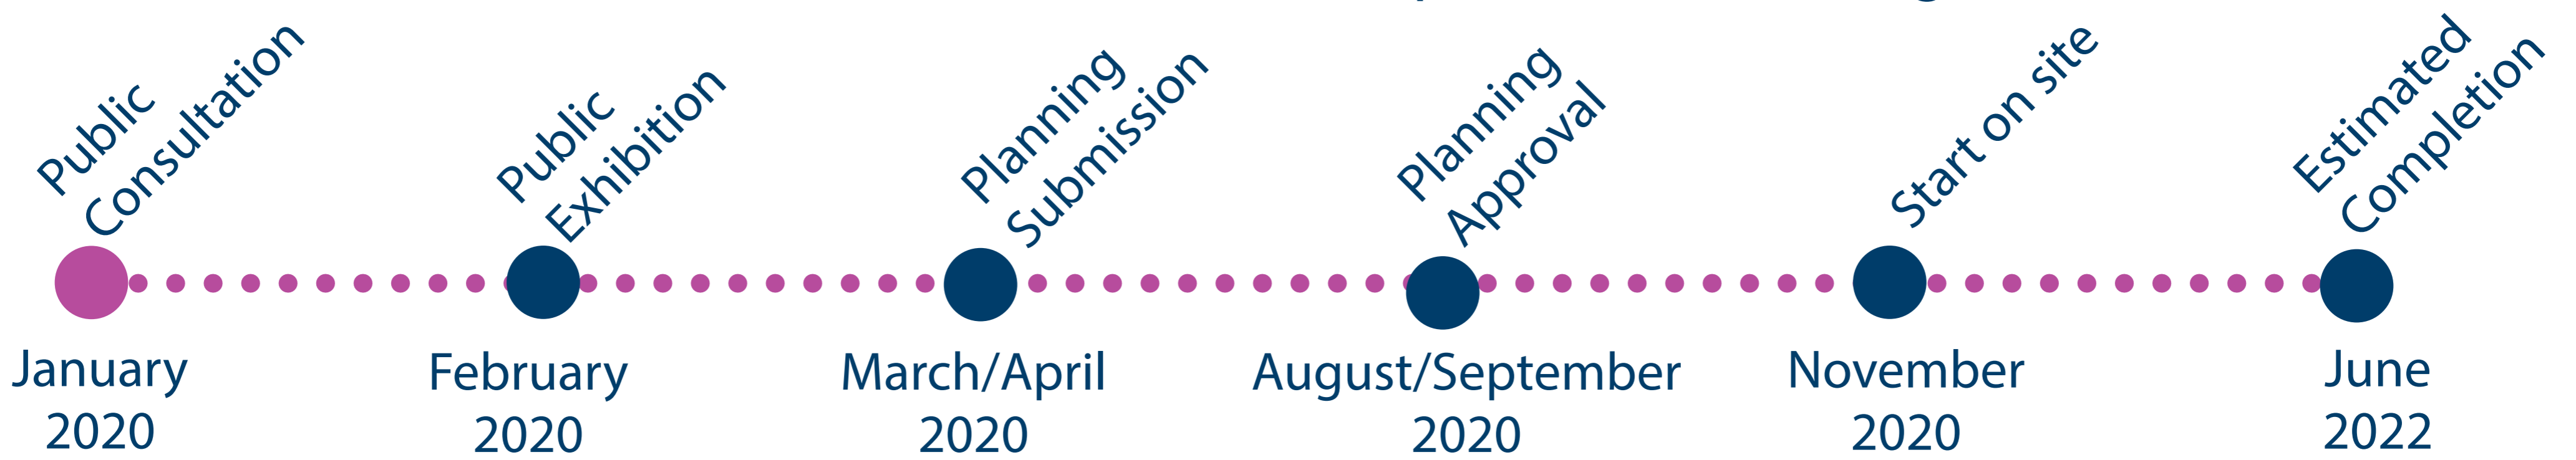 Public
Consultation
Public
Exhibition
Planning
Submission
Planning
Approval
Start on site
Estimated
Completion
January
2020
February
2020
March/April
2020
August/September
2020
November
2020
June
2022